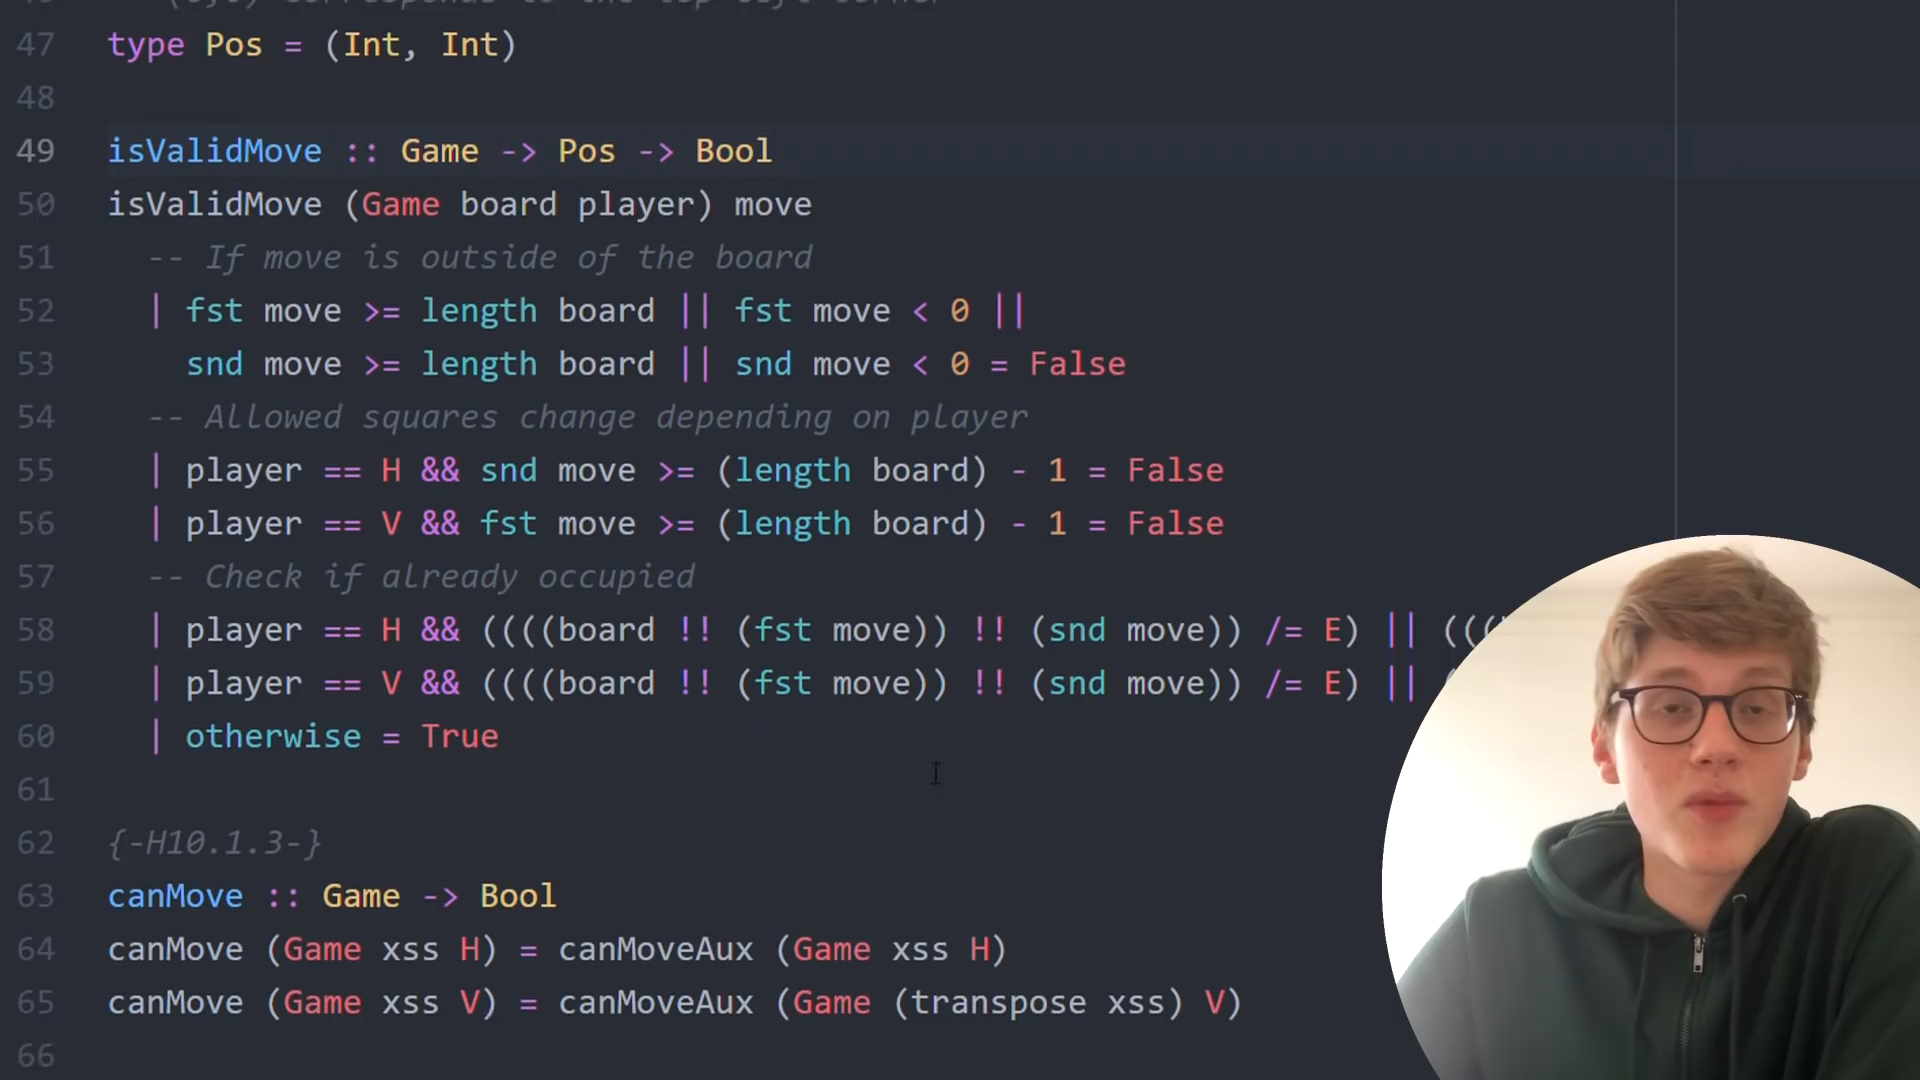 47 type Pos = (Int, Int)
48
49 isValidMove :: Game -> Pos -> Bool
50 isValidMove (Game board player) move
51 -- If move is outside of the board
52 | fst move >= length board || fst move < 0 ||
53 snd move >= length board || snd move < 0 = False
54 -- Allowed squares change depending on player
55 | player == H && snd move >= (length board) - 1 = False
56 | player == V && fst move >= (length board) - 1 = False
57 -- Check if already occupied
58 | player == H && ((((board !! (fst move)) !! (snd move)) /= E) || (((
59 | player == V && ((((board !! (fst move)) !! (snd move)) /= E) ||
60 | otherwise = True
61
62 {-H10.1.3-}
63 canMove :: Game -> Bool
64 canMove (Game xss H) = canMoveAux (Game xss H)
65 canMove (Game xss V) = canMoveAux (Game (transpose xss) V)
66